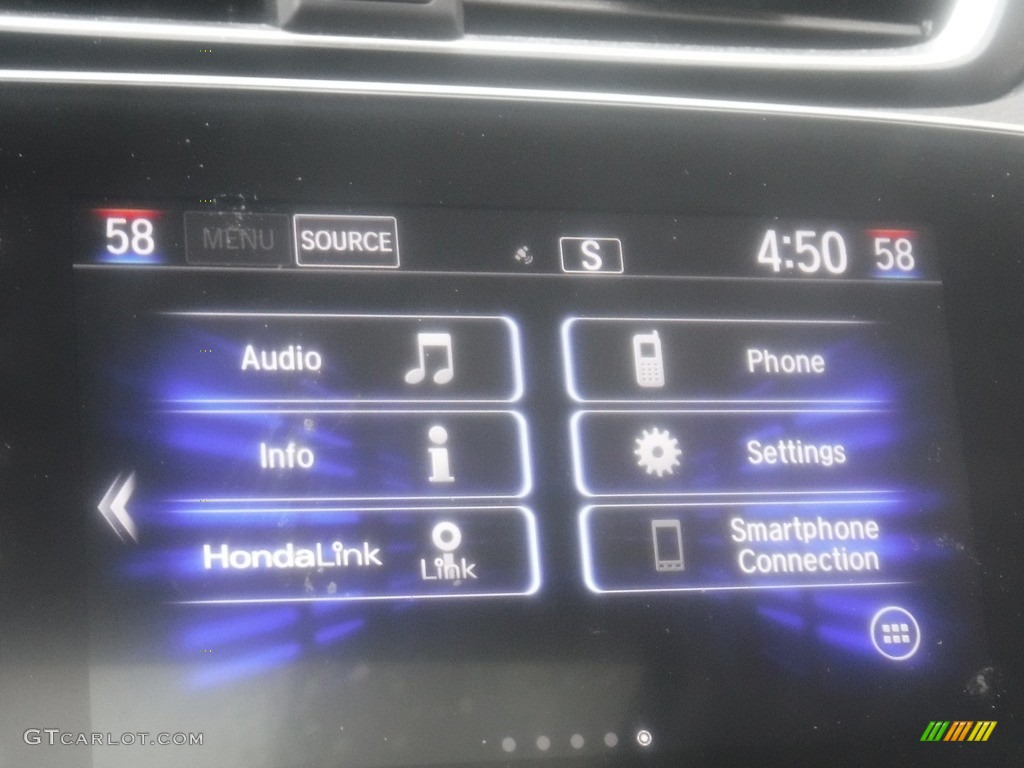 58 MENU SOURCE S 4:50 58
Audio
Phone
Info
Settings
HondaLink
Link
Smartphone
Connection
GTCARLOT.COM